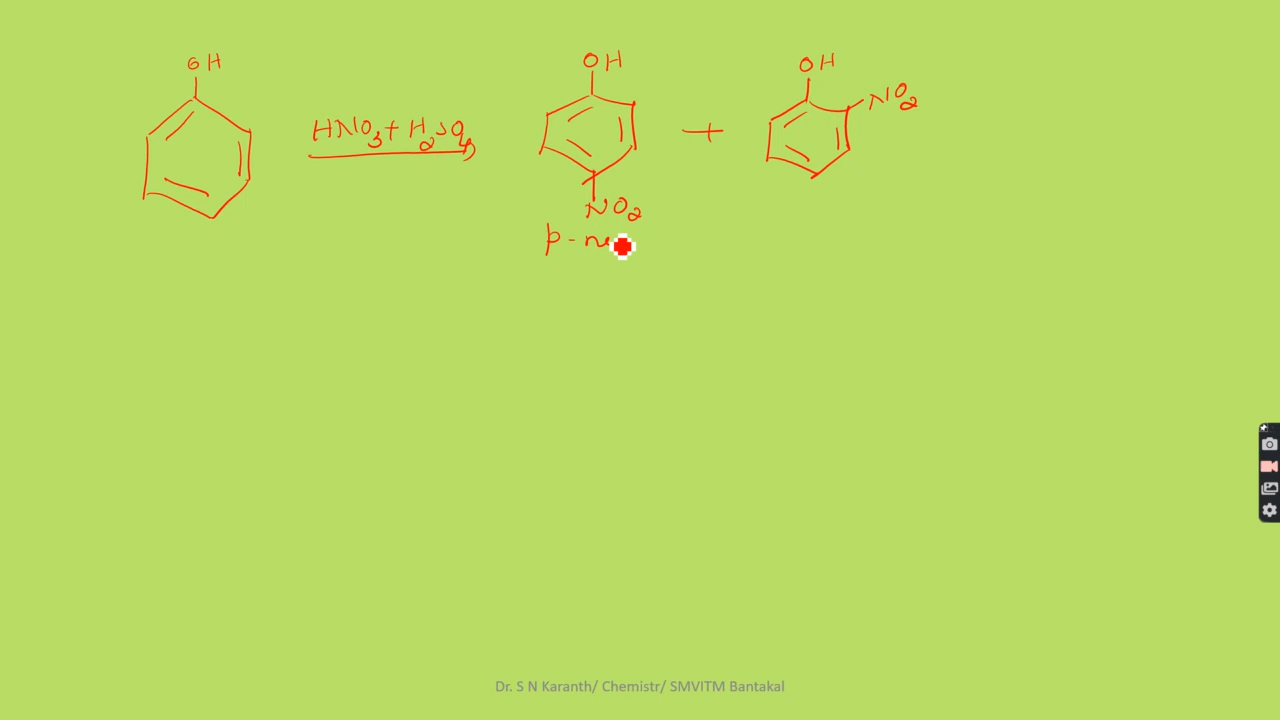 OH
HNO3 + H2SO4
OH
NO2
p-n
+
OH
NO2
Dr. S N Karanth/ Chemistr/ SMVITM Bantakal